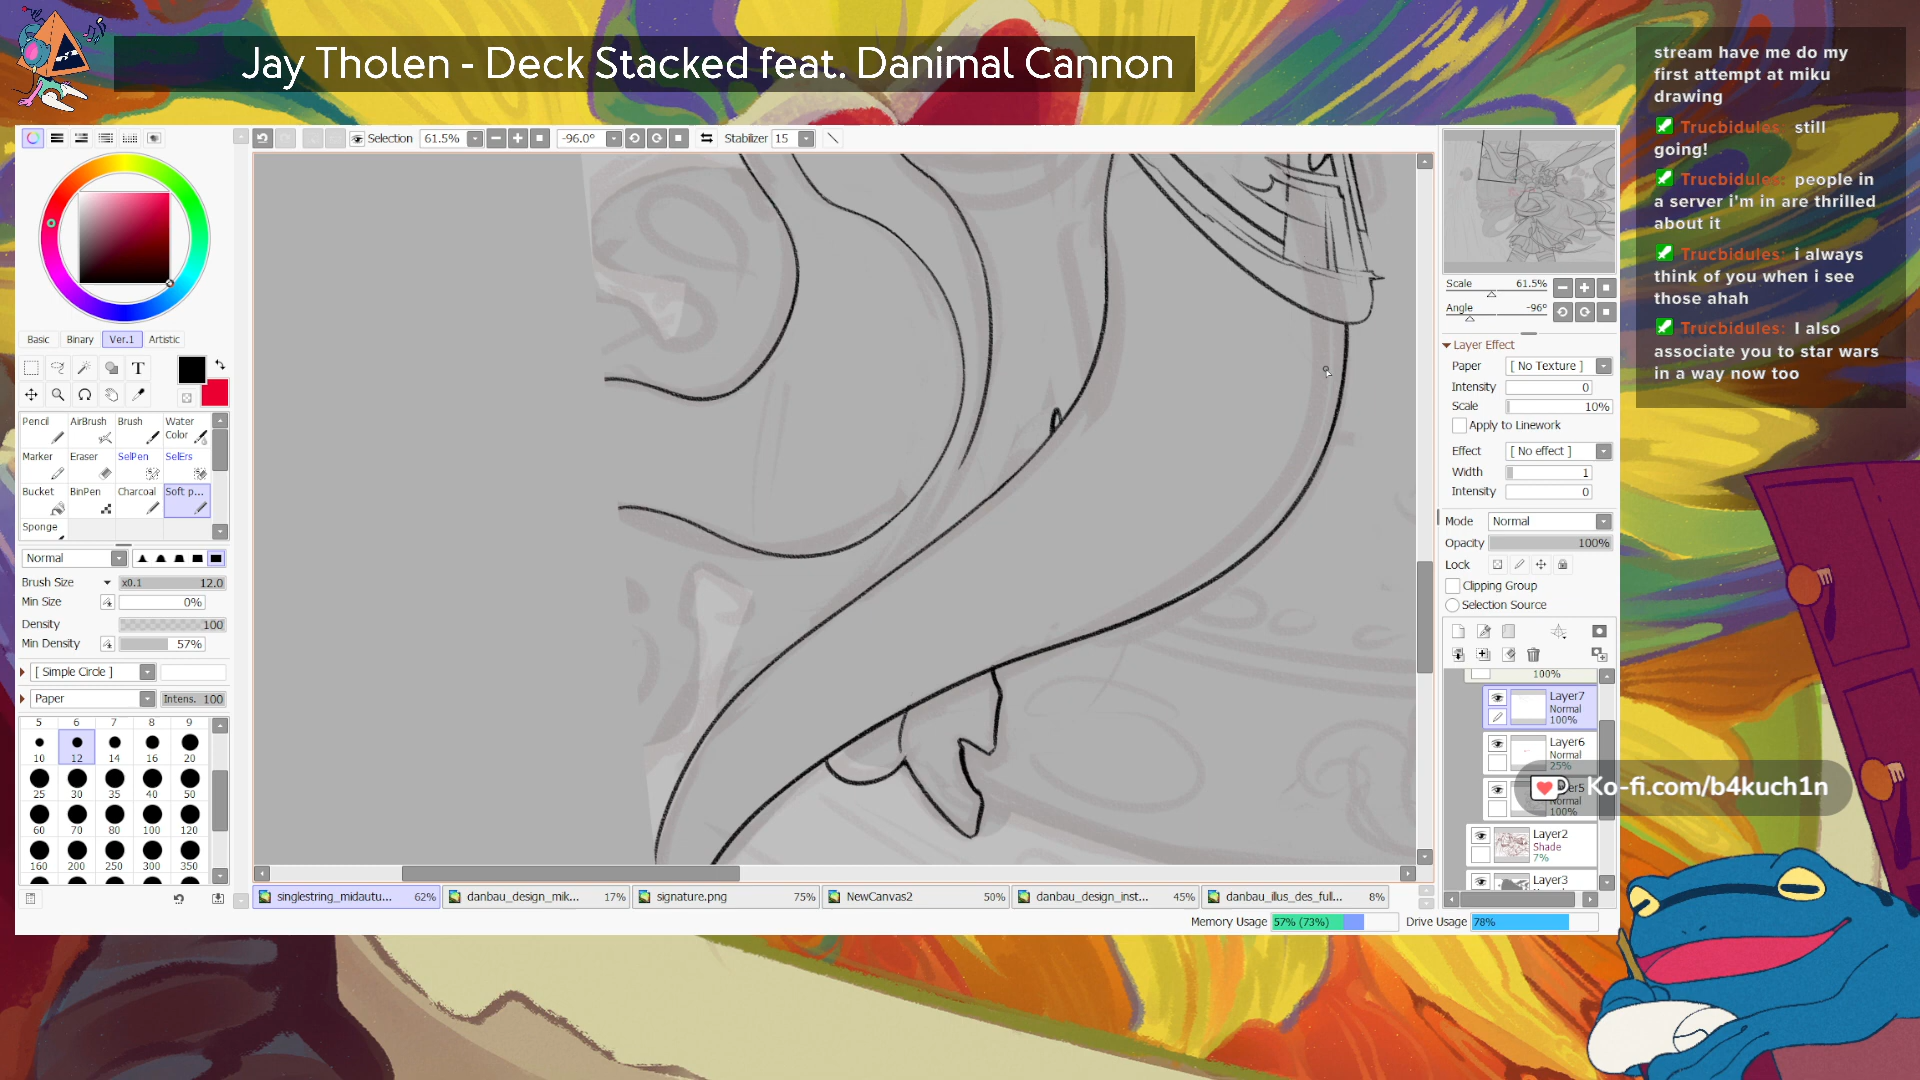 Jay Tholen - Deck Stacked feat. Danimal Cannon
stream have me do my
first attempt at miku
drawing
Trucbidules: still
going!
Trucbidules: people in
a server i'm in are thrilled
about it
Trucbidules: i always
think of you when i see
those ahah
Trucbidules: I also
associate you to star wars
in a way now too
Selection 61.5% -96.0° Stabilizer 15
Basic Binary Ver.1 Artistic
Pencil AirBrush Brush Water Color
Marker Eraser SelPen SelErs
Bucket BinPen Charcoal Soft p...
Sponge
Normal
Brush Size x0.1 12.0
Min Size 0%
Density 100
Min Density 57%
[ Simple Circle ]
Paper Intens. 100
5 6 7 8 9
10 12 14 16 20
25 30 35 40 50
60 70 80 100 120
160 200 250 300 350
Scale 61.5%
Angle -96°
Layer Effect
Paper [ No Texture ]
Intensity 0
Scale 10%
Apply to Linework
Effect [ No effect ]
Width 1
Intensity 0
Mode Normal
Opacity 100%
Lock
Clipping Group
Selection Source
100%
Layer7
Normal
100%
Layer6
Normal
25%
100%
Layer2
Shade
7%
Layer3
Ko-fi.com/b4kuch1n
singlestring_midautu... 62% danbau_design_mik... 17% signature.png 75% NewCanvas2 50% danbau_design_inst... 45% danbau_illus_des_full... 8%
Memory Usage 57% (73%) Drive Usage 78%